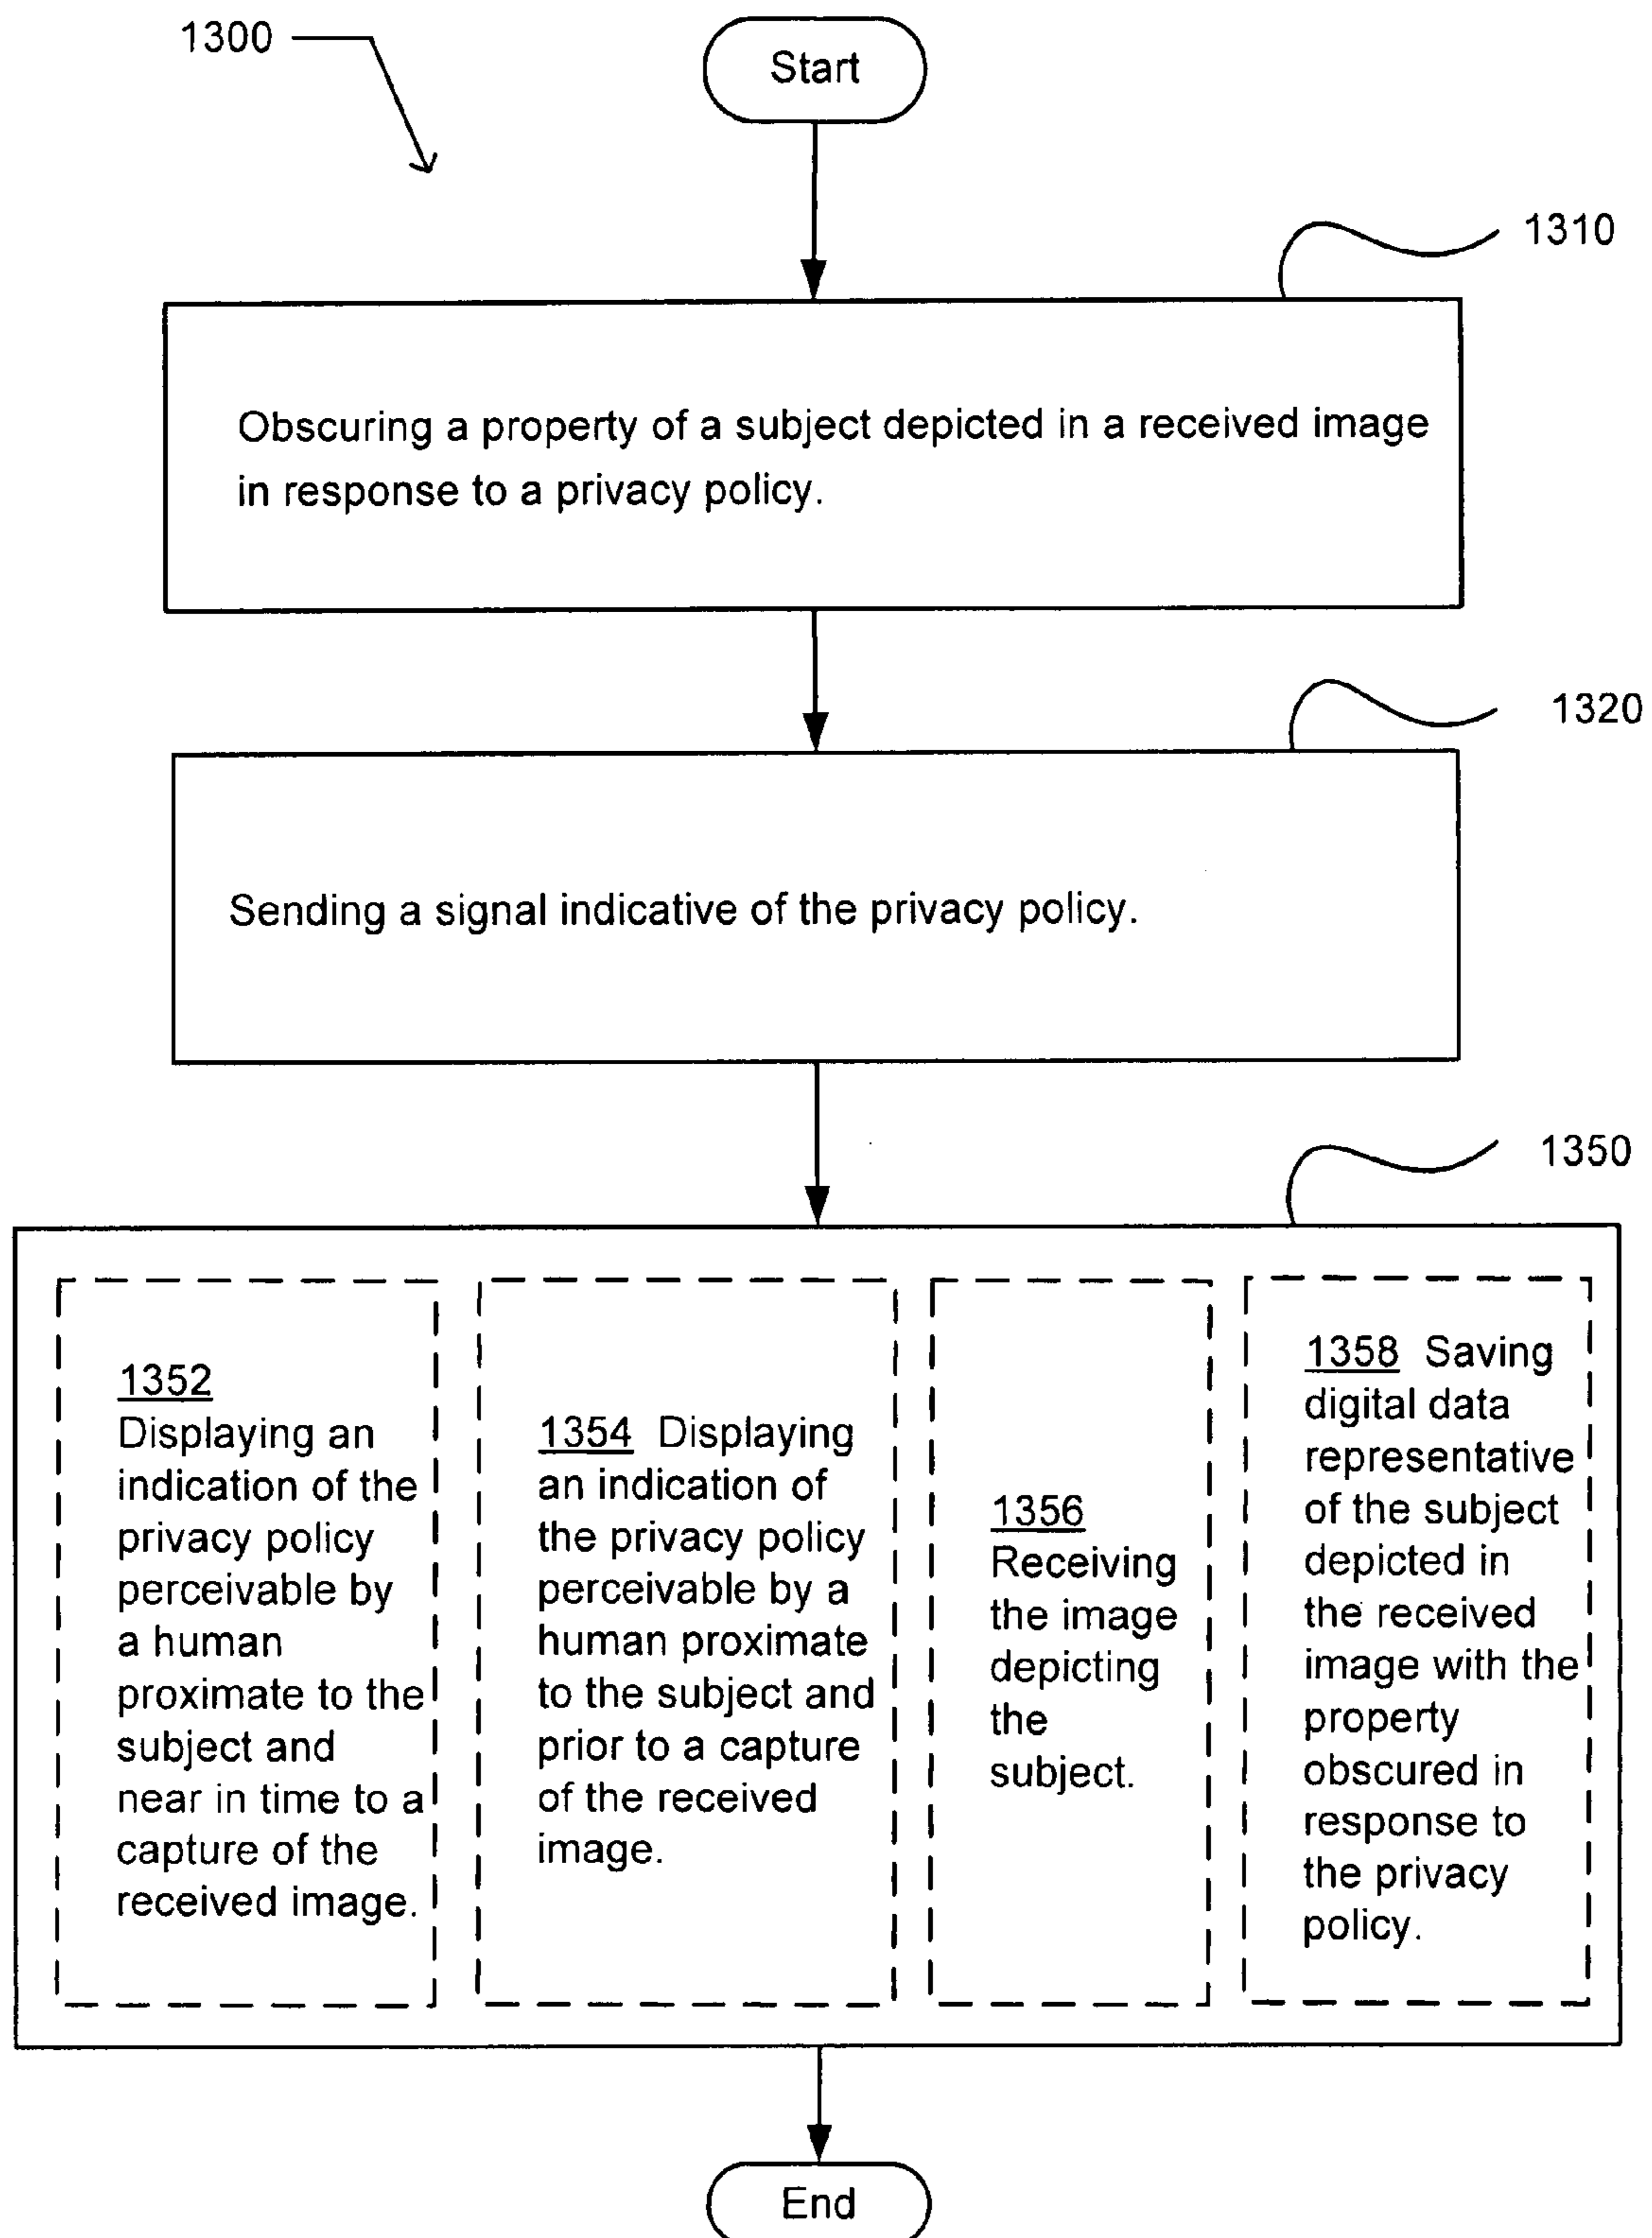 1300
Start
1310
Obscuring a property of a subject depicted in a received image
in response to a privacy policy.
1320
Sending a signal indicative of the privacy policy.
1350
1352
Displaying an
indication of the
privacy policy
perceivable by
a human
proximate to the
subject and
near in time to a
capture of the
received image.
1354 Displaying
an indication of
the privacy policy
perceivable by a
human proximate
to the subject and
prior to a capture
of the received
image.
1356
Receiving
the image
depicting
the
subject.
1358 Saving
digital data
representative
of the subject
depicted in
the received
image with the
property
obscured in
response to
the privacy
policy.
End